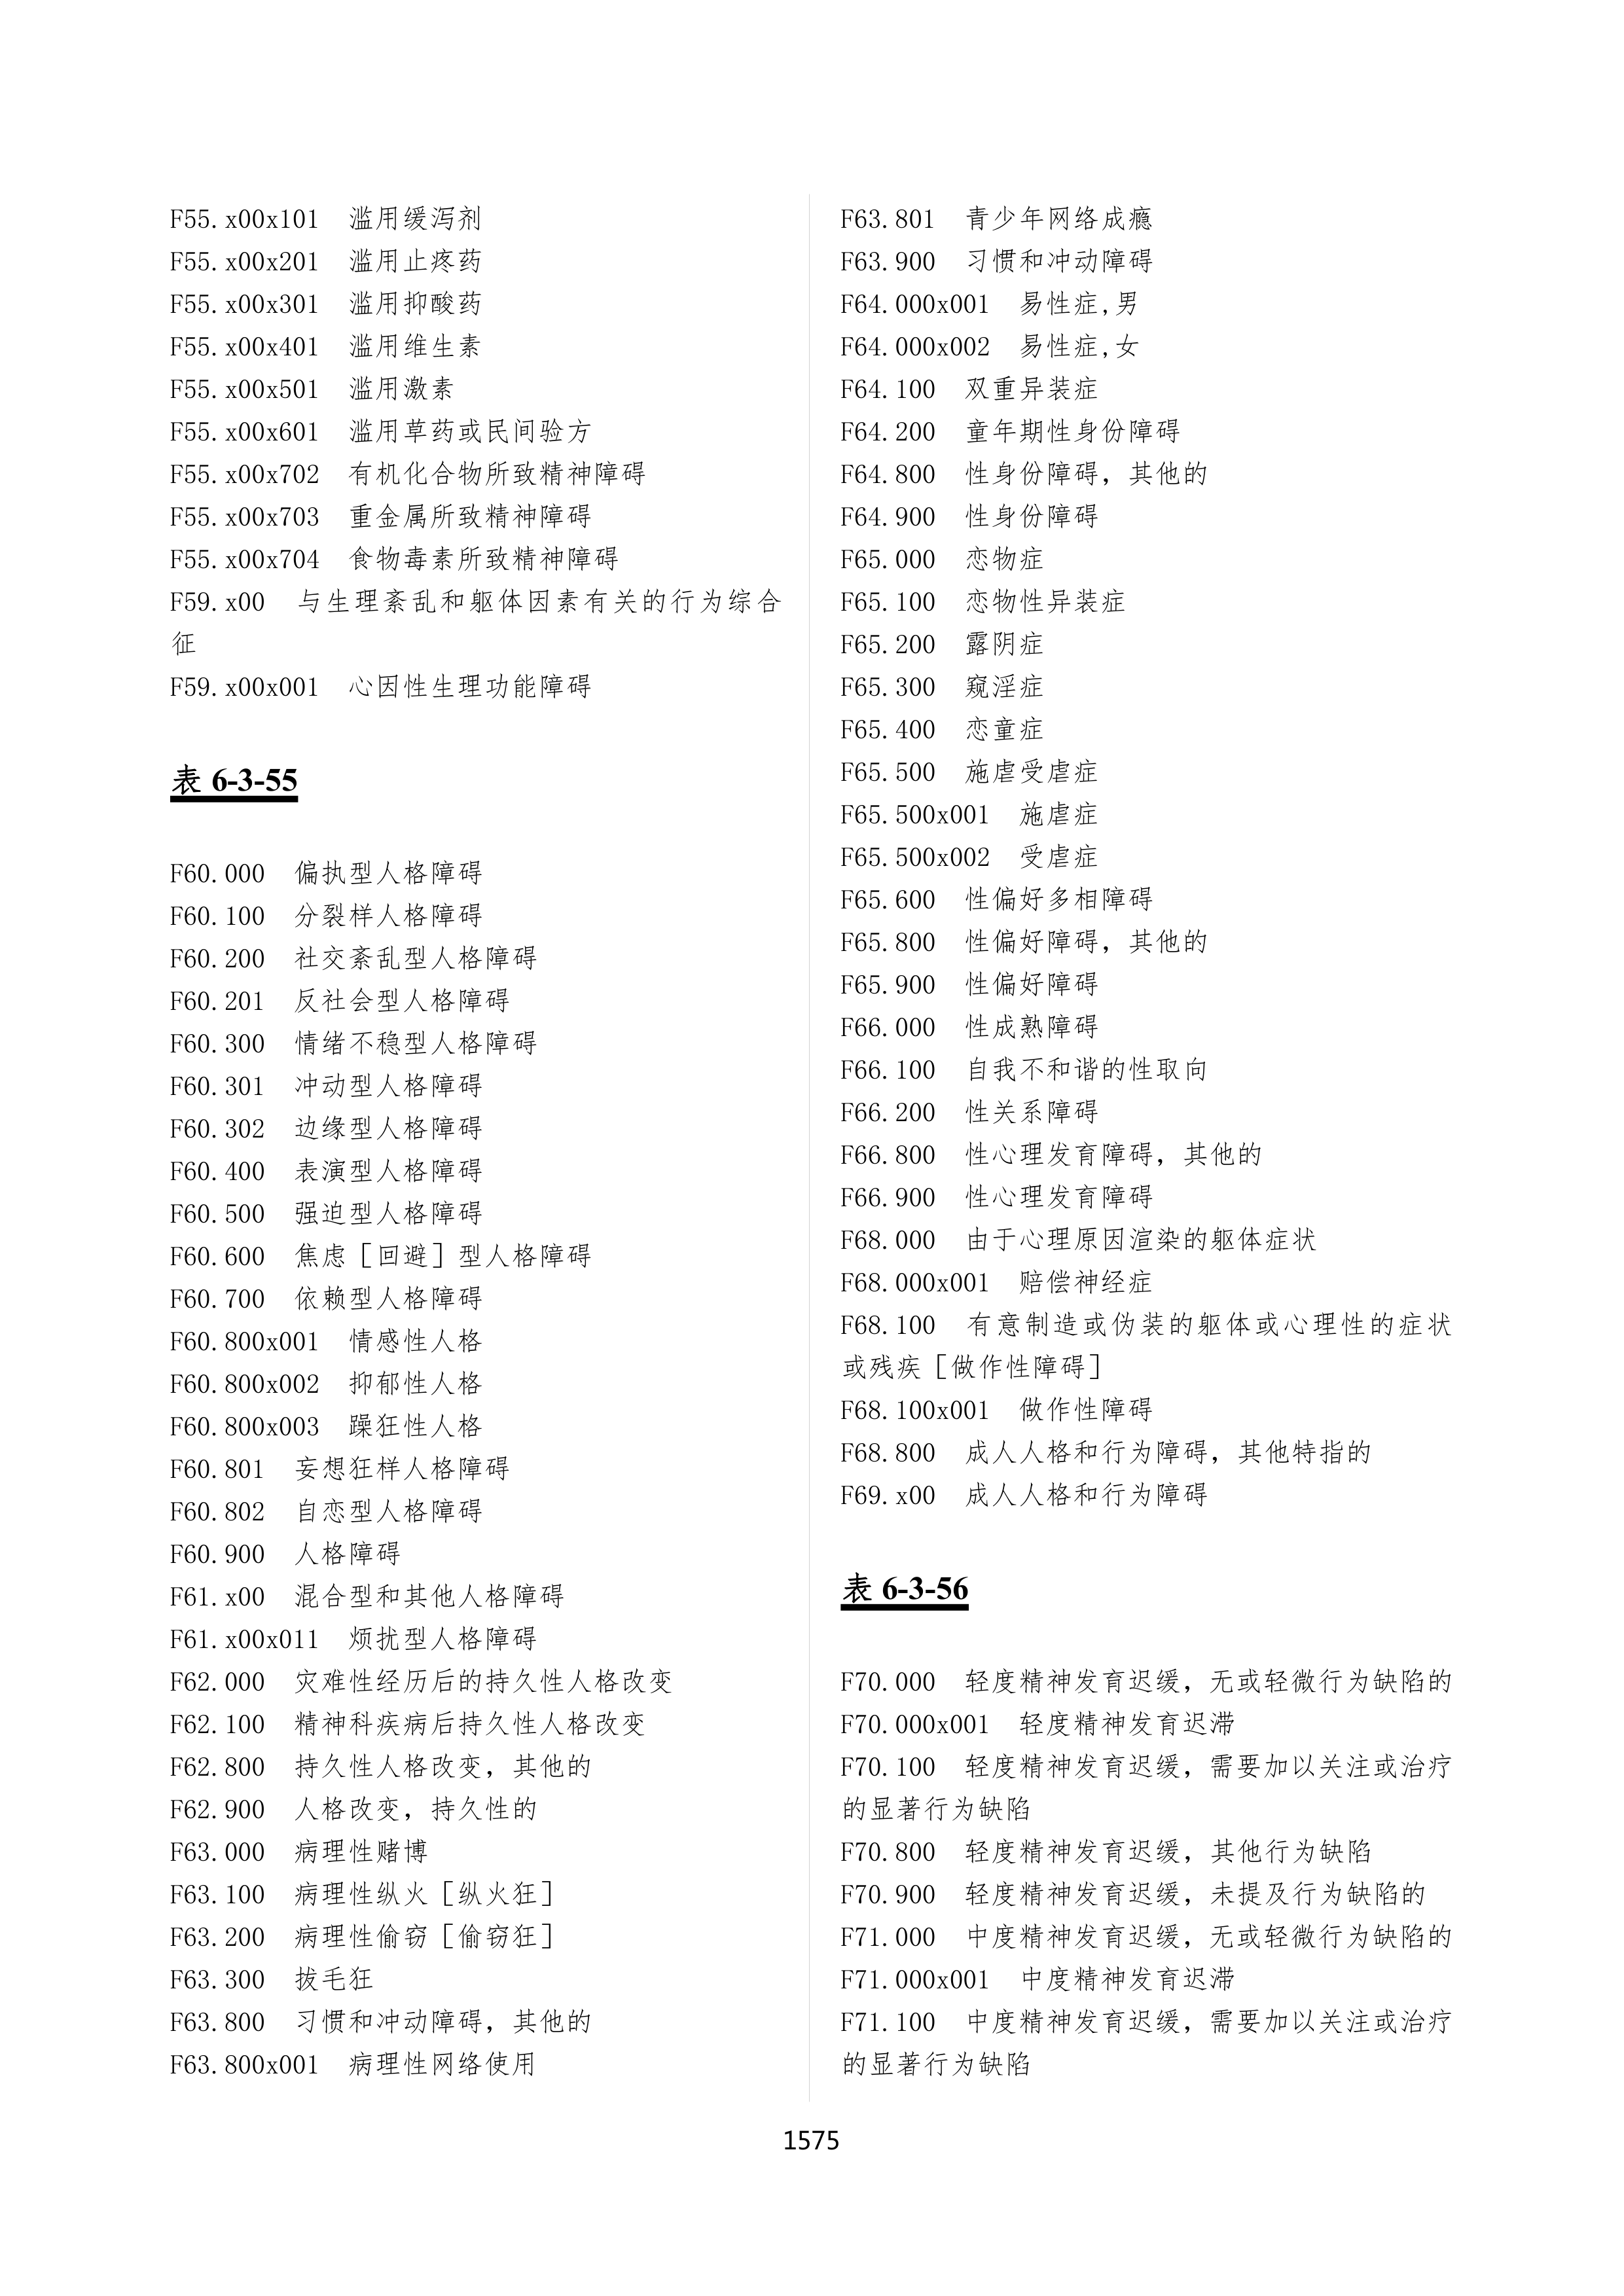 F55.x00x101 滥用缓泻剂
F55.x00x201 滥用止疼药
F55.x00x301 滥用抑酸药
F55.x00x401 滥用维生素
F55.x00x501 滥用激素
F55.x00x601 滥用草药或民间验方
F55.x00x702 有机化合物所致精神障碍
F55.x00x703 重金属所致精神障碍
F55.x00x704 食物毒素所致精神障碍
F59.x00 与生理紊乱和躯体因素有关的行为综合
征
F59.x00x001 心因性生理功能障碍
表 6-3-55
F60.000 偏执型人格障碍
F60.100 分裂样人格障碍
F60.200 社交紊乱型人格障碍
F60.201 反社会型人格障碍
F60.300 情绪不稳型人格障碍
F60.301 冲动型人格障碍
F60.302 边缘型人格障碍
F60.400 表演型人格障碍
F60.500 强迫型人格障碍
F60.600 焦虑［回避］型人格障碍
F60.700 依赖型人格障碍
F60.800x001 情感性人格
F60.800x002 抑郁性人格
F60.800x003 躁狂性人格
F60.801 妄想狂样人格障碍
F60.802 自恋型人格障碍
F60.900 人格障碍
F61.x00 混合型和其他人格障碍
F61.x00x011 烦扰型人格障碍
F62.000 灾难性经历后的持久性人格改变
F62.100 精神科疾病后持久性人格改变
F62.800 持久性人格改变，其他的
F62.900 人格改变，持久性的
F63.000 病理性赌博
F63.100 病理性纵火［纵火狂］
F63.200 病理性偷窃［偷窃狂］
F63.300 拔毛狂
F63.800 习惯和冲动障碍，其他的
F63.800x001 病理性网络使用
F63.801 青少年网络成瘾
F63.900 习惯和冲动障碍
F64.000x001 易性症,男
F64.000x002 易性症,女
F64.100 双重异装症
F64.200 童年期性身份障碍
F64.800 性身份障碍，其他的
F64.900 性身份障碍
F65.000 恋物症
F65.100 恋物性异装症
F65.200 露阴症
F65.300 窥淫症
F65.400 恋童症
F65.500 施虐受虐症
F65.500x001 施虐症
F65.500x002 受虐症
F65.600 性偏好多相障碍
F65.800 性偏好障碍，其他的
F65.900 性偏好障碍
F66.000 性成熟障碍
F66.100 自我不和谐的性取向
F66.200 性关系障碍
F66.800 性心理发育障碍，其他的
F66.900 性心理发育障碍
F68.000 由于心理原因渲染的躯体症状
F68.000x001 赔偿神经症
F68.100 有意制造或伪装的躯体或心理性的症状
或残疾［做作性障碍］
F68.100x001 做作性障碍
F68.800 成人人格和行为障碍，其他特指的
F69.x00 成人人格和行为障碍
表 6-3-56
F70.000 轻度精神发育迟缓，无或轻微行为缺陷的
F70.000x001 轻度精神发育迟滞
F70.100 轻度精神发育迟缓，需要加以关注或治疗
的显著行为缺陷
F70.800 轻度精神发育迟缓，其他行为缺陷
F70.900 轻度精神发育迟缓，未提及行为缺陷的
F71.000 中度精神发育迟缓，无或轻微行为缺陷的
F71.000x001 中度精神发育迟滞
F71.100 中度精神发育迟缓，需要加以关注或治疗
的显著行为缺陷
1575